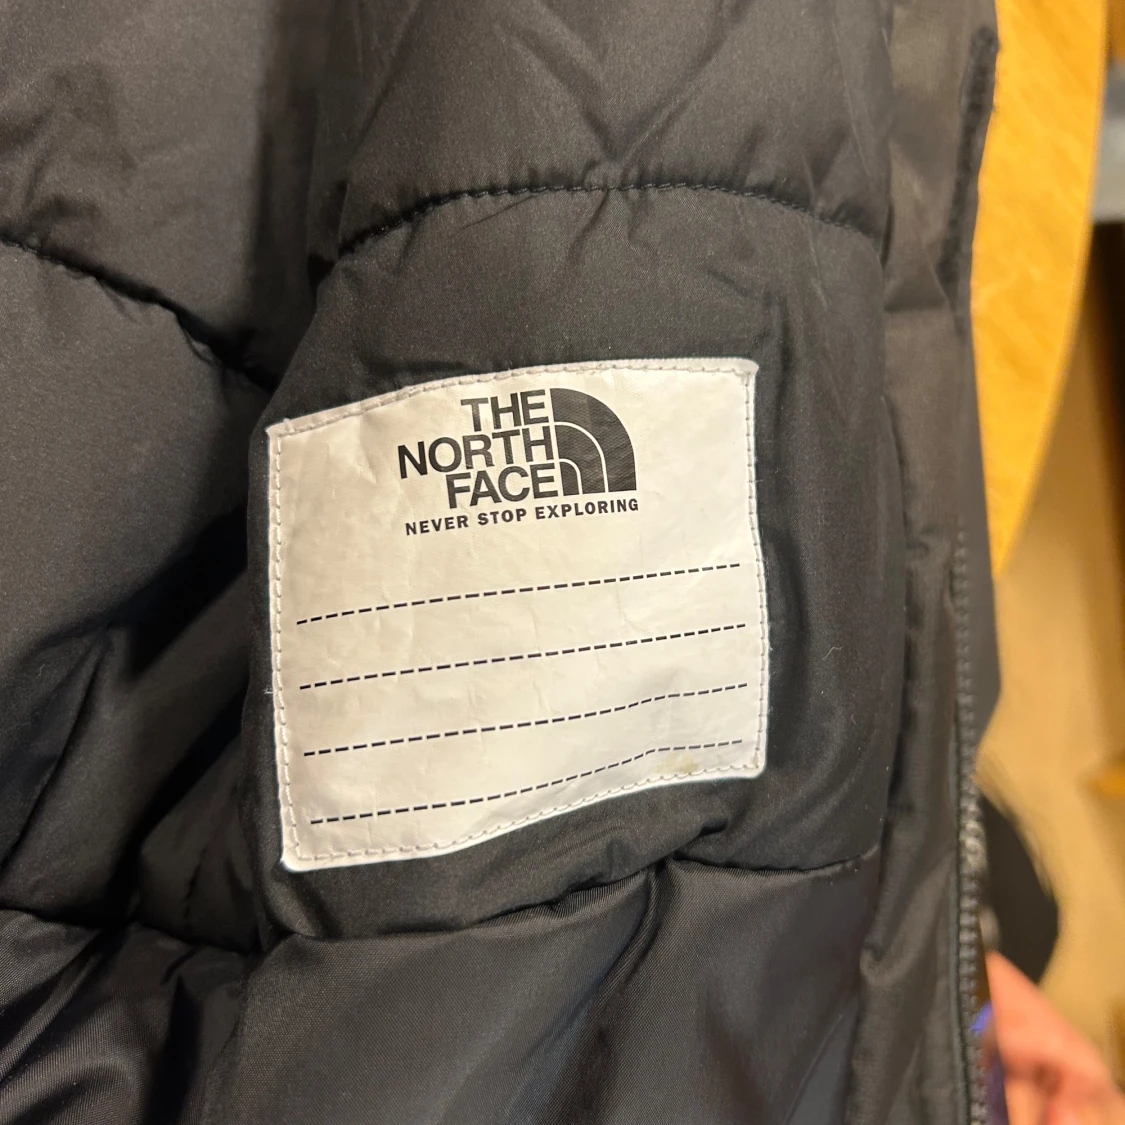 THE
NORTH
FACE
NEVER STOP EXPLORING